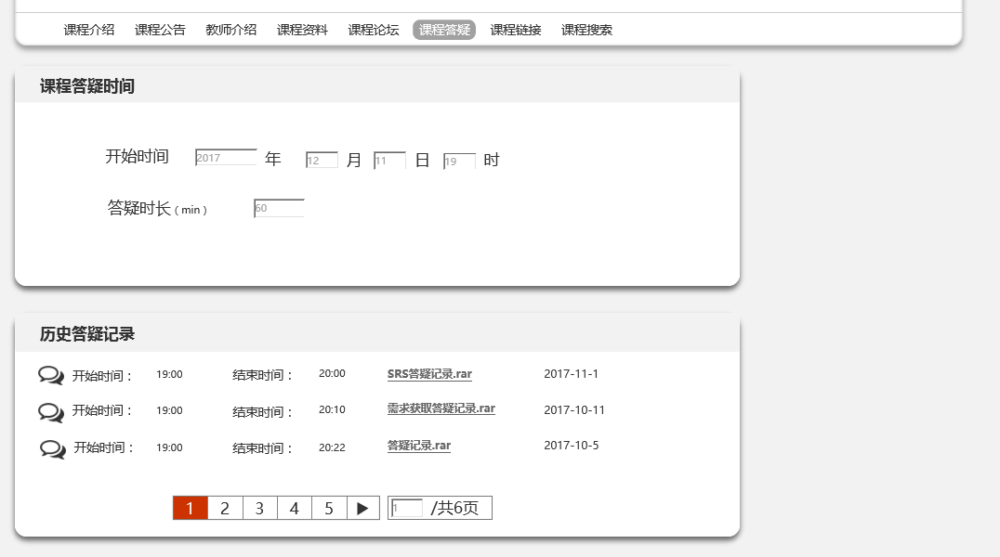 课程介绍 课程公告 教师介绍 课程资料 课程论坛 课程答疑 课程链接 课程搜索
课程答疑时间
开始时间 2017 年 12 月 11 日 19 时
答疑时长（min） 60
历史答疑记录
开始时间： 19:00 结束时间： 20:00 SRS答疑记录.rar 2017-11-1
开始时间： 19:00 结束时间： 20:10 需求获取答疑记录.rar 2017-10-11
开始时间： 19:00 结束时间： 20:22 答疑记录.rar 2017-10-5
1 2 3 4 5 ▶ 1 /共6页